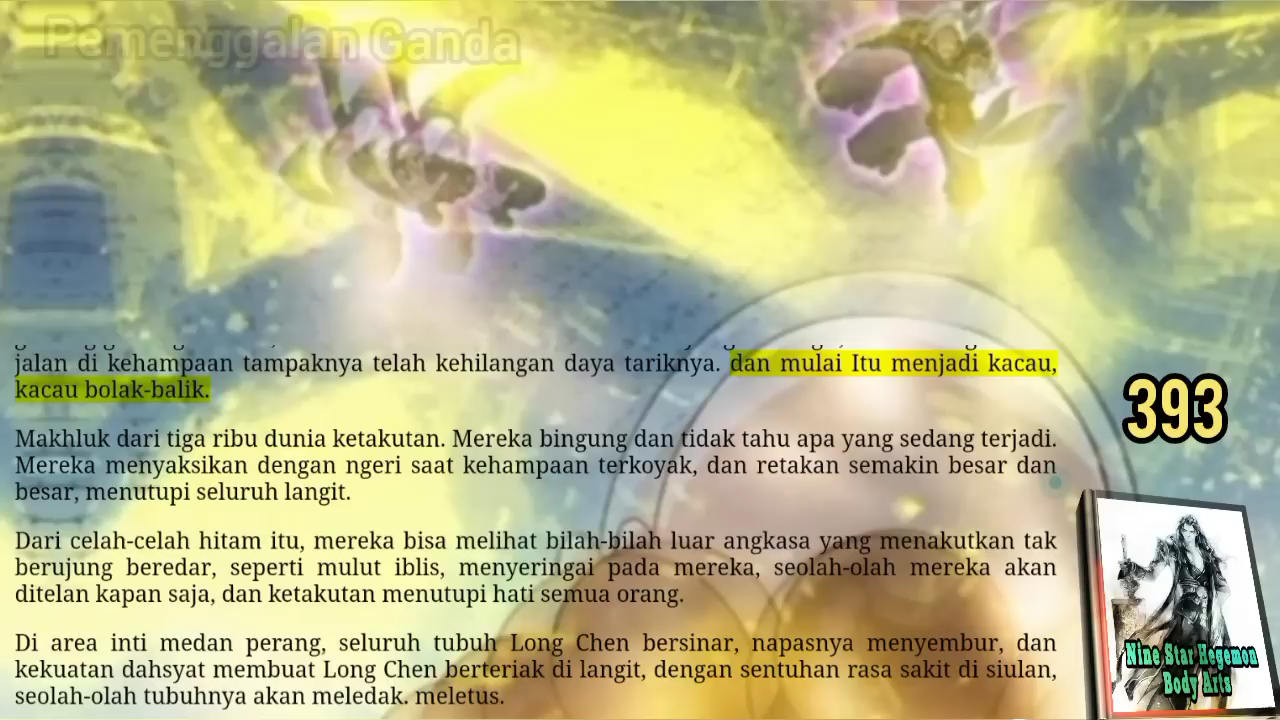 Pemenggalan Ganda
jalan di kehampaan tampaknya telah kehilangan daya tariknya. dan mulai Itu menjadi kacau,
kacau bolak-balik.
Makhluk dari tiga ribu dunia ketakutan. Mereka bingung dan tidak tahu apa yang sedang terjadi.
Mereka menyaksikan dengan ngeri saat kehampaan terkoyak, dan retakan semakin besar dan
besar, menutupi seluruh langit.
Dari celah-celah hitam itu, mereka bisa melihat bilah-bilah luar angkasa yang menakutkan tak
berujung beredar, seperti mulut iblis, menyeringai pada mereka, seolah-olah mereka akan
ditelan kapan saja, dan ketakutan menutupi hati semua orang.
Di area inti medan perang, seluruh tubuh Long Chen bersinar, napasnya menyembur, dan
kekuatan dahsyat membuat Long Chen berteriak di langit, dengan sentuhan rasa sakit di siulan,
seolah-olah tubuhnya akan meledak. meletus.
393
Nine Star Hegemon
Body Arts